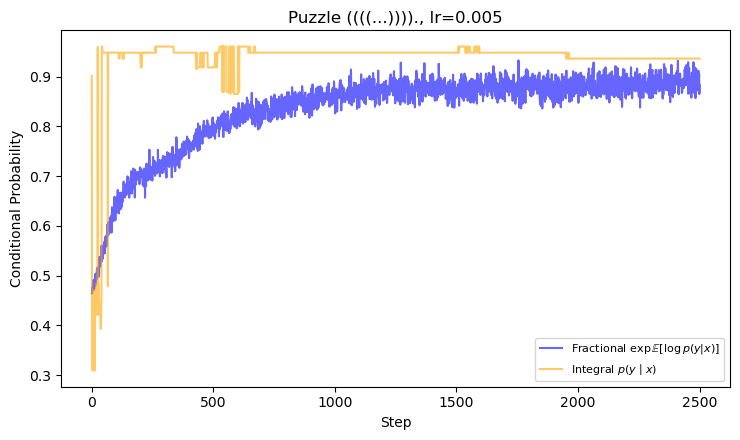 Puzzle ((((...))))., lr=0.005
Conditional Probability
0.9
0.8
0.7
0.6
0.5
0.4
0.3
0
500
1000
1500
2000
2500
Step
Fractional exp𝔼[log p(y|x)]
Integral p(y | x)